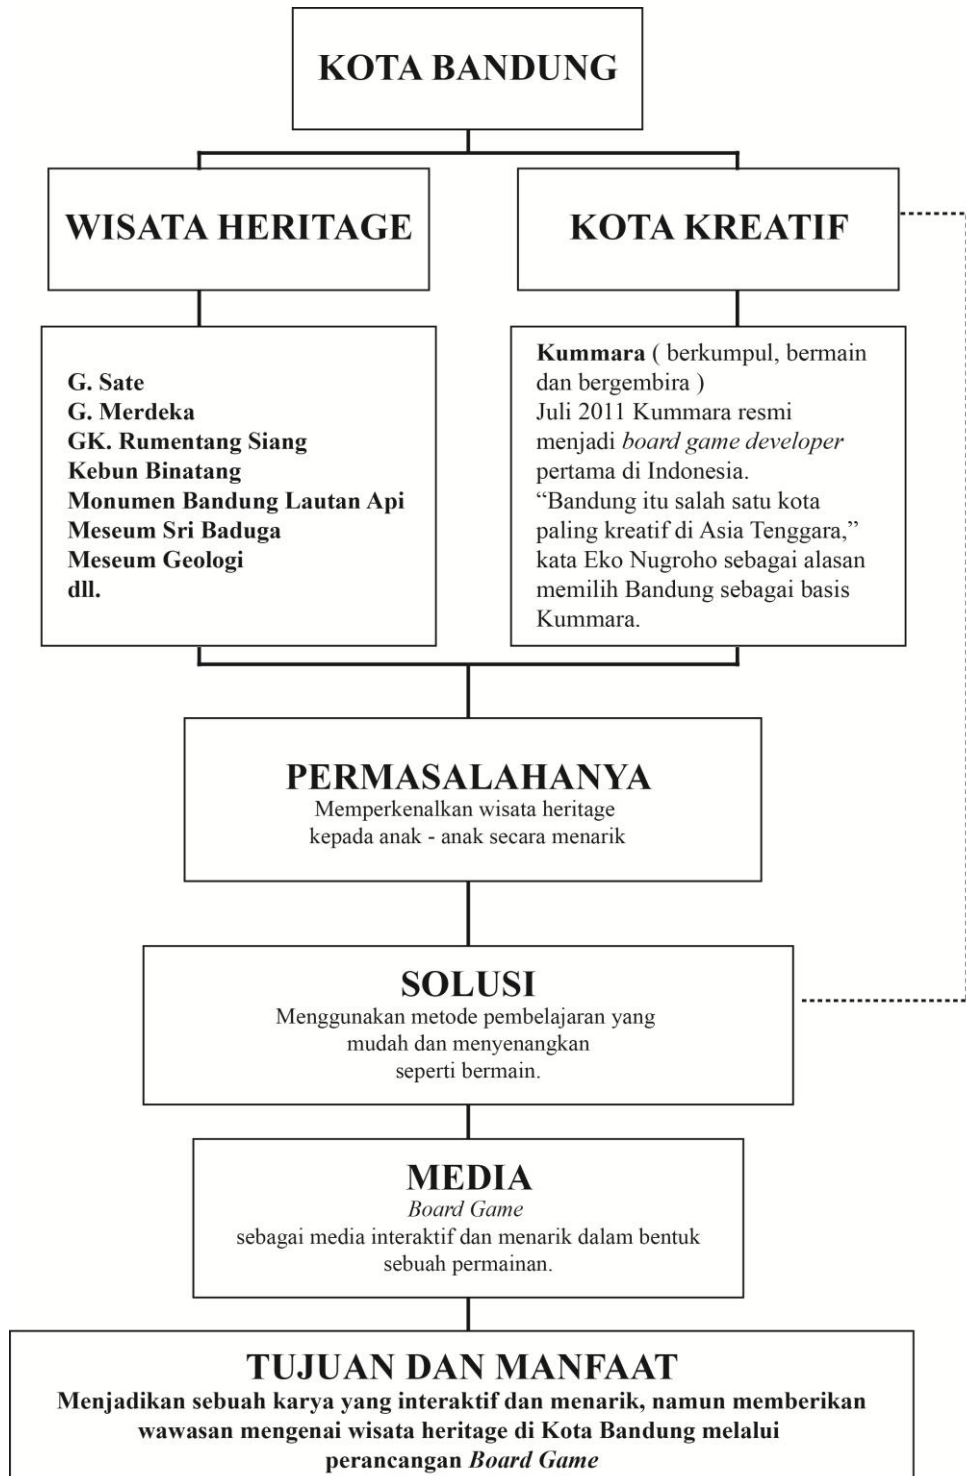 KOTA BANDUNG
WISATA HERITAGE
KOTA KREATIF
G. Sate
G. Merdeka
GK. Rumentang Siang
Kebun Binatang
Monumen Bandung Lautan Api
Meseum Sri Baduga
Meseum Geologi
dll.
Kummara ( berkumpul, bermain
dan bergembira )
Juli 2011 Kummara resmi
menjadi board game developer
pertama di Indonesia.
“Bandung itu salah satu kota
paling kreatif di Asia Tenggara,”
kata Eko Nugroho sebagai alasan
memilih Bandung sebagai basis
Kummara.
PERMASALAHANYA
Memperkenalkan wisata heritage
kepada anak - anak secara menarik
SOLUSI
Menggunakan metode pembelajaran yang
mudah dan menyenangkan
seperti bermain.
MEDIA
Board Game
sebagai media interaktif dan menarik dalam bentuk
sebuah permainan.
TUJUAN DAN MANFAAT
Menjadikan sebuah karya yang interaktif dan menarik, namun memberikan
wawasan mengenai wisata heritage di Kota Bandung melalui
perancangan Board Game